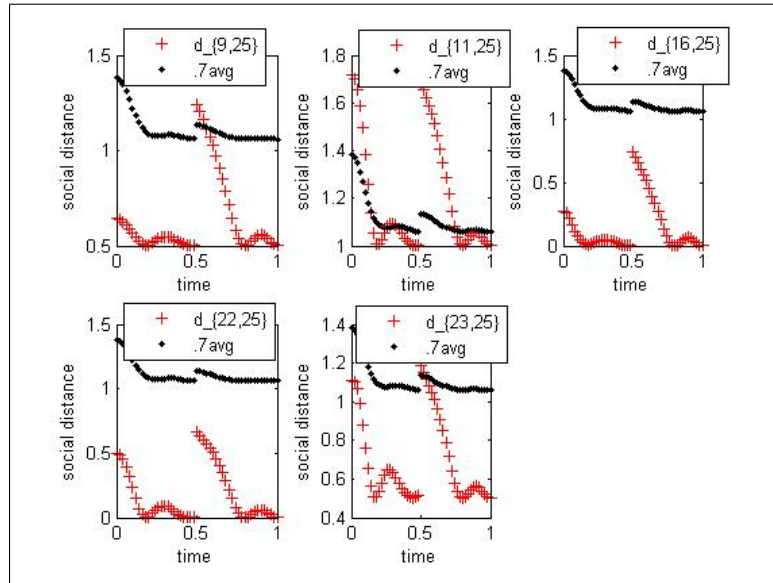 d_{9,25}
.7avg
1.5
1
0.5
social distance
0
0.5
1
time
d_{11,25}
.7avg
1.8
1.6
1.4
1.2
1
social distance
0
0.5
1
time
d_{16,25}
.7avg
1.5
1
0.5
0
social distance
0
0.5
1
time
d_{22,25}
.7avg
1.5
1
0.5
0
social distance
0
0.5
1
time
d_{23,25}
.7avg
1.4
1.2
1
0.8
0.6
0.4
social distance
0
0.5
1
time